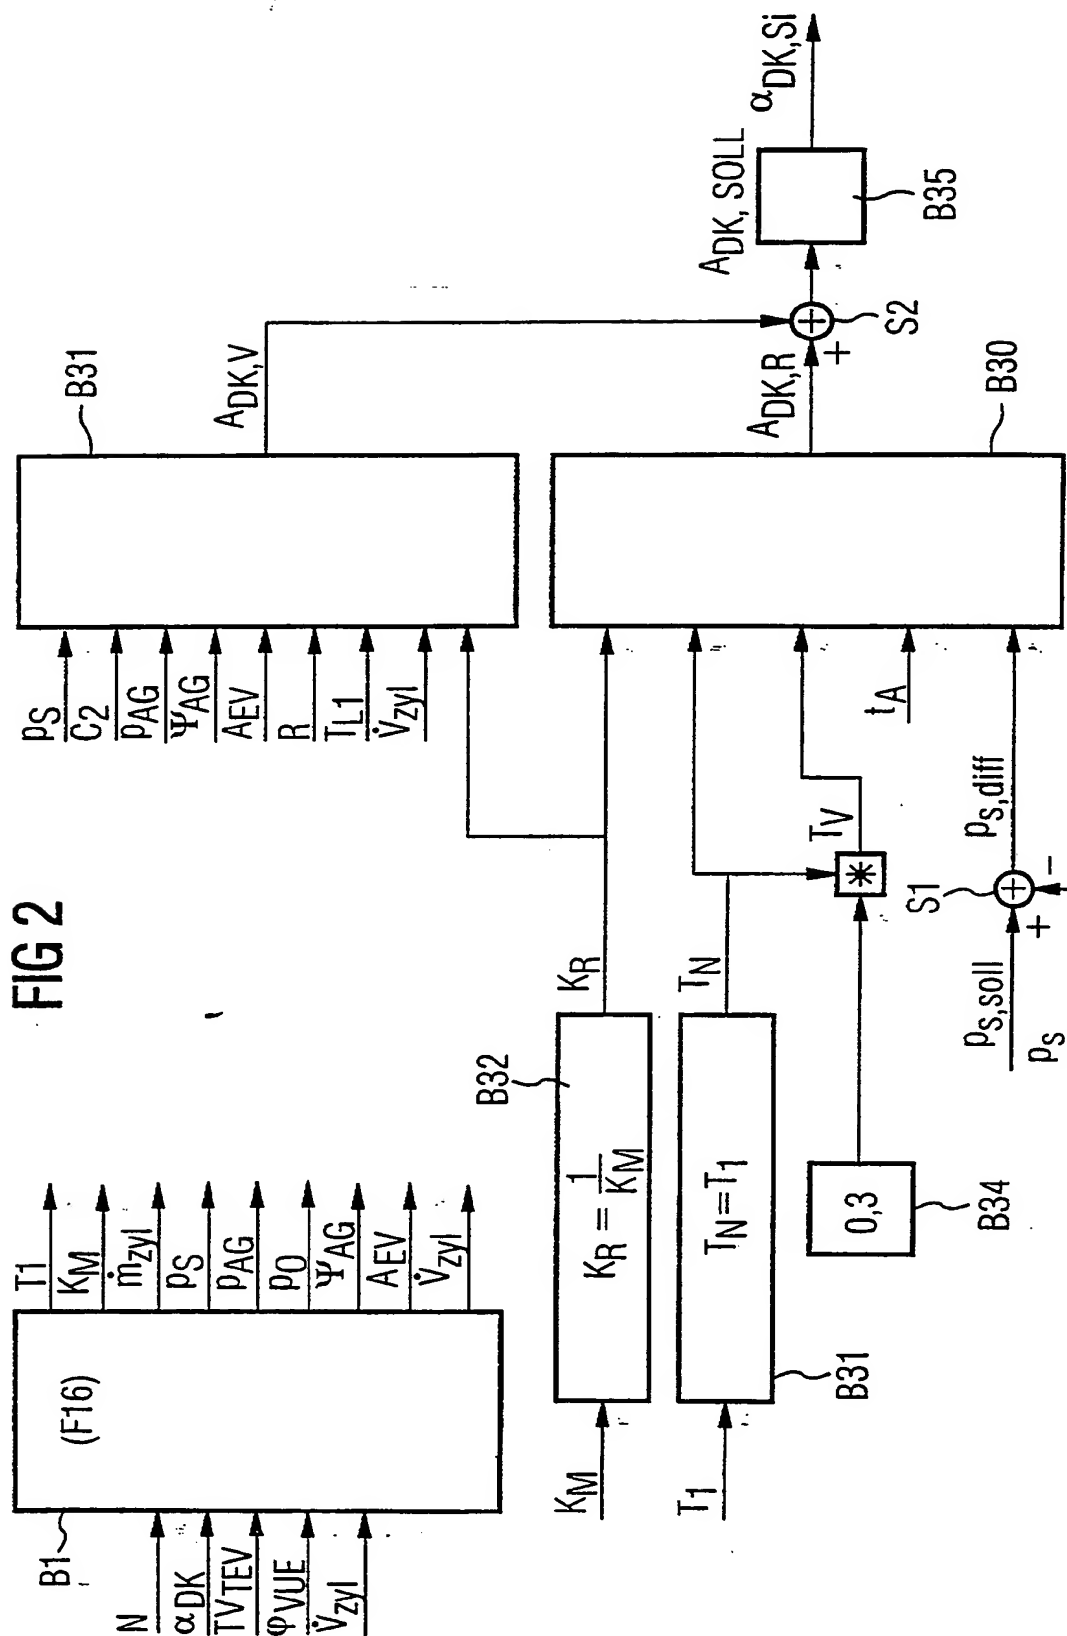 FIG 2
B1
(F16)
N
αDK
TVTEV
φVUE
V̇zyl
T1
KM
ṁzyl
pS
pAG
p0
ΨAG
AEV
V̇zyl
pS
C2
pAG
ΨAG
AEV
R
TL1
V̇zyl
B31
ADK,V
KM
KR = 1/KM
B32
KR
T1
TN=T1
B31
TN
0,3
B34
*
TV
tA
ps,soll
ps
+
-
+
S1
ps,diff
B30
ADK,R
+
+
S2
ADK, SOLL
B35
αDK,Si